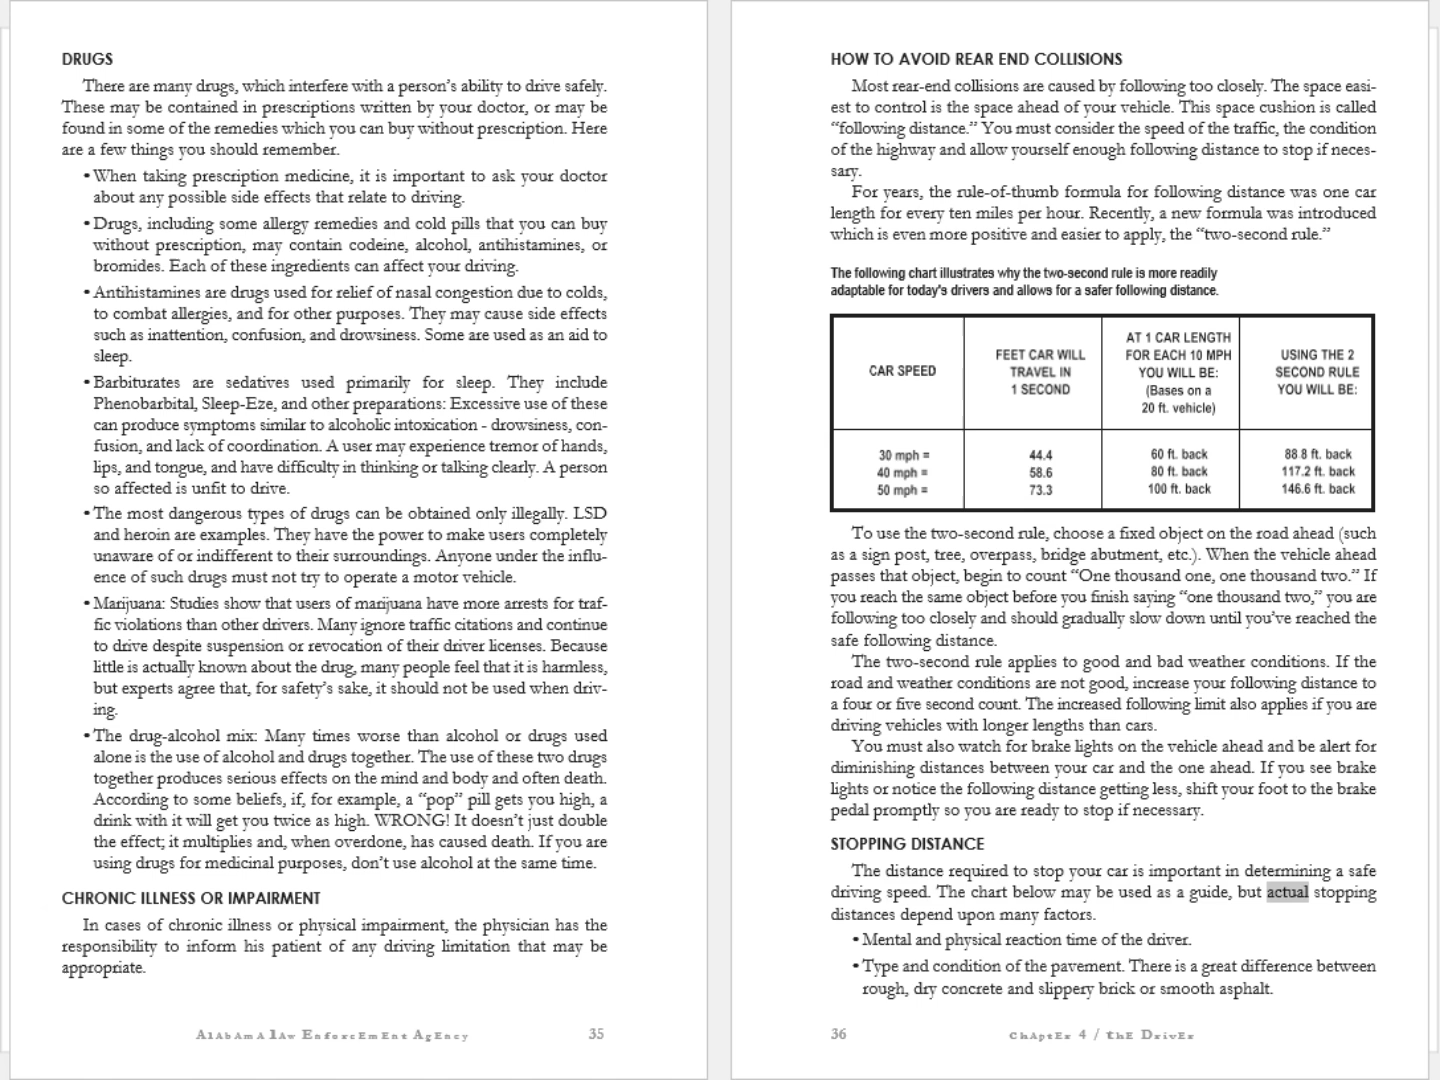 DRUGS
There are many drugs, which interfere with a person's ability to drive safely.
These may be contained in prescriptions written by your doctor, or may be
found in some of the remedies which you can buy without prescription. Here
are a few things you should remember.
• When taking prescription medicine, it is important to ask your doctor
about any possible side effects that relate to driving.
• Drugs, including some allergy remedies and cold pills that you can buy
without prescription, may contain codeine, alcohol, antihistamines, or
bromides. Each of these ingredients can affect your driving.
• Antihistamines are drugs used for relief of nasal congestion due to colds,
to combat allergies, and for other purposes. They may cause side effects
such as inattention, confusion, and drowsiness. Some are used as an aid to
sleep.
• Barbiturates are sedatives used primarily for sleep. They include
Phenobarbital, Sleep-Eze, and other preparations: Excessive use of these
can produce symptoms similar to alcoholic intoxication - drowsiness, con-
fusion, and lack of coordination. A user may experience tremor of hands,
lips, and tongue, and have difficulty in thinking or talking clearly. A person
so affected is unfit to drive.
• The most dangerous types of drugs can be obtained only illegally. LSD
and heroin are examples. They have the power to make users completely
unaware of or indifferent to their surroundings. Anyone under the influ-
ence of such drugs must not try to operate a motor vehicle.
• Marijuana: Studies show that users of marijuana have more arrests for traf-
fic violations than other drivers. Many ignore traffic citations and continue
to drive despite suspension or revocation of their driver licenses. Because
little is actually known about the drug, many people feel that it is harmless,
but experts agree that, for safety's sake, it should not be used when driv-
ing.
• The drug-alcohol mix: Many times worse than alcohol or drugs used
alone is the use of alcohol and drugs together. The use of these two drugs
together produces serious effects on the mind and body and often death.
According to some beliefs, if, for example, a "pop" pill gets you high, a
drink with it will get you twice as high. WRONG! It doesn't just double
the effect; it multiplies and, when overdone, has caused death. If you are
using drugs for medicinal purposes, don't use alcohol at the same time.
CHRONIC ILLNESS OR IMPAIRMENT
In cases of chronic illness or physical impairment, the physician has the
responsibility to inform his patient of any driving limitation that may be
appropriate.
Alabama Law Enforcement Agency 35
HOW TO AVOID REAR END COLLISIONS
Most rear-end collisions are caused by following too closely. The space easi-
est to control is the space ahead of your vehicle. This space cushion is called
"following distance." You must consider the speed of the traffic, the condition
of the highway and allow yourself enough following distance to stop if neces-
sary.
For years, the rule-of-thumb formula for following distance was one car
length for every ten miles per hour. Recently, a new formula was introduced
which is even more positive and easier to apply, the "two-second rule."
The following chart illustrates why the two-second rule is more readily
adaptable for today's drivers and allows for a safer following distance.
CAR SPEED
FEET CAR WILL
TRAVEL IN
1 SECOND
AT 1 CAR LENGTH
FOR EACH 10 MPH
YOU WILL BE:
(Bases on a
20 ft. vehicle)
USING THE 2
SECOND RULE
YOU WILL BE:
30 mph = 44.4 60 ft. back 88.8 ft. back
40 mph = 58.6 80 ft. back 117.2 ft. back
50 mph = 73.3 100 ft. back 146.6 ft. back
To use the two-second rule, choose a fixed object on the road ahead (such
as a sign post, tree, overpass, bridge abutment, etc.). When the vehicle ahead
passes that object, begin to count "One thousand one, one thousand two." If
you reach the same object before you finish saying "one thousand two," you are
following too closely and should gradually slow down until you've reached the
safe following distance.
The two-second rule applies to good and bad weather conditions. If the
road and weather conditions are not good, increase your following distance to
a four or five second count. The increased following limit also applies if you are
driving vehicles with longer lengths than cars.
You must also watch for brake lights on the vehicle ahead and be alert for
diminishing distances between your car and the one ahead. If you see brake
lights or notice the following distance getting less, shift your foot to the brake
pedal promptly so you are ready to stop if necessary.
STOPPING DISTANCE
The distance required to stop your car is important in determining a safe
driving speed. The chart below may be used as a guide, but actual stopping
distances depend upon many factors.
• Mental and physical reaction time of the driver.
• Type and condition of the pavement. There is a great difference between
rough, dry concrete and slippery brick or smooth asphalt.
36 Chapter 4 / the Driver